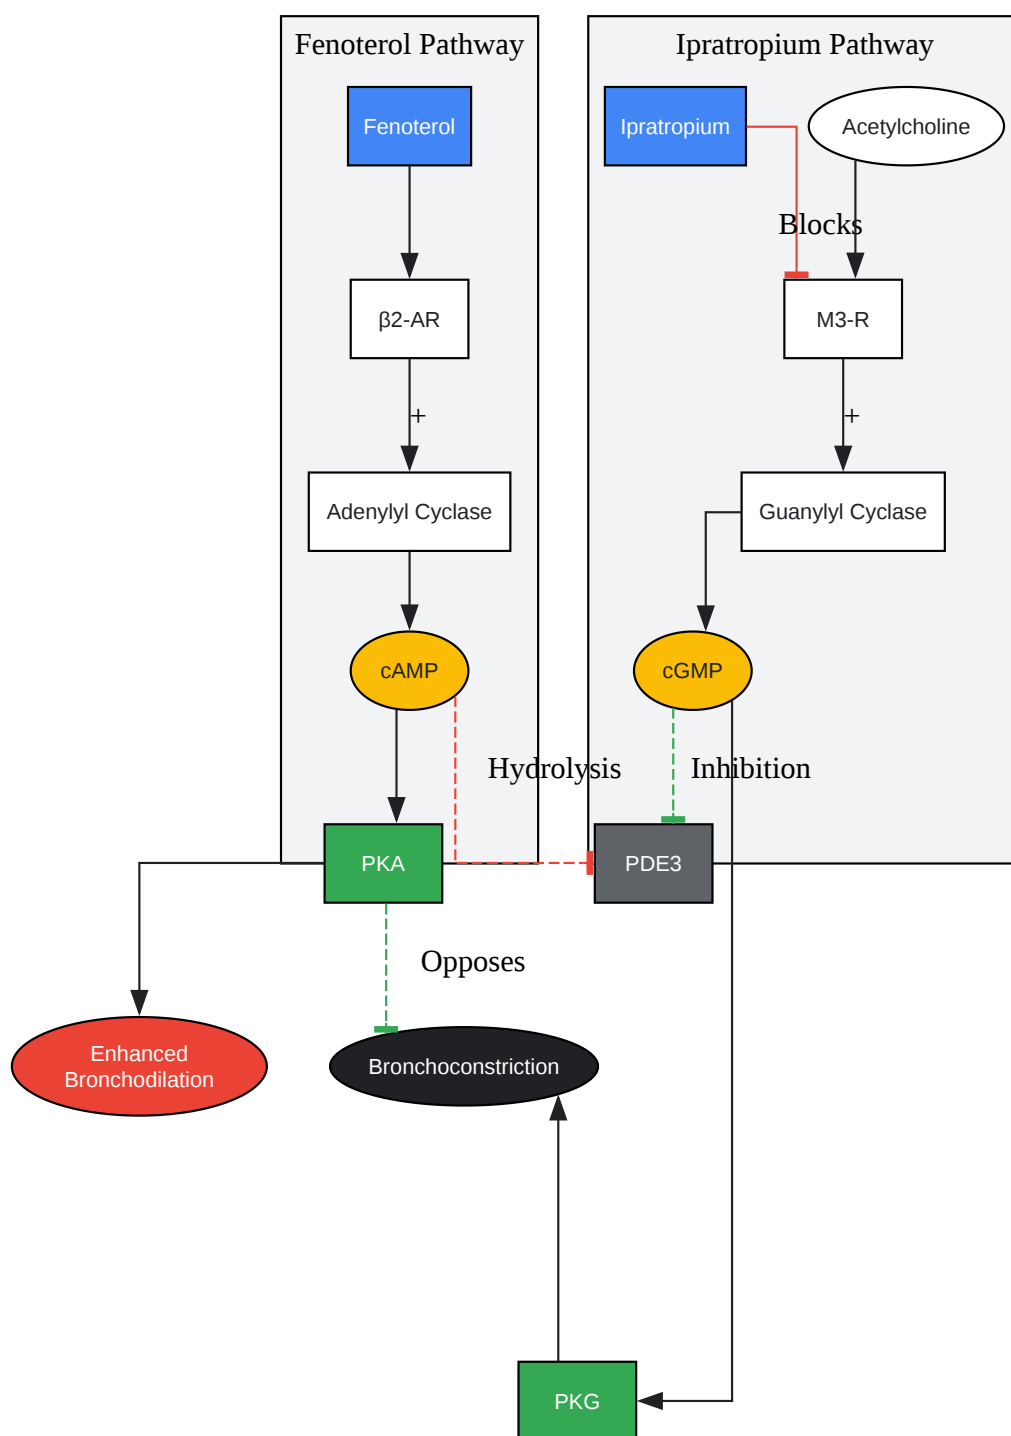 Fenoterol Pathway
Ipratropium Pathway
Fenoterol
Ipratropium
Acetylcholine
Blocks
β2-AR
M3-R
+
+
Adenylyl Cyclase
Guanylyl Cyclase
cAMP
cGMP
Hydrolysis
Inhibition
PKA
PDE3
Opposes
Enhanced
Bronchodilation
Bronchoconstriction
PKG